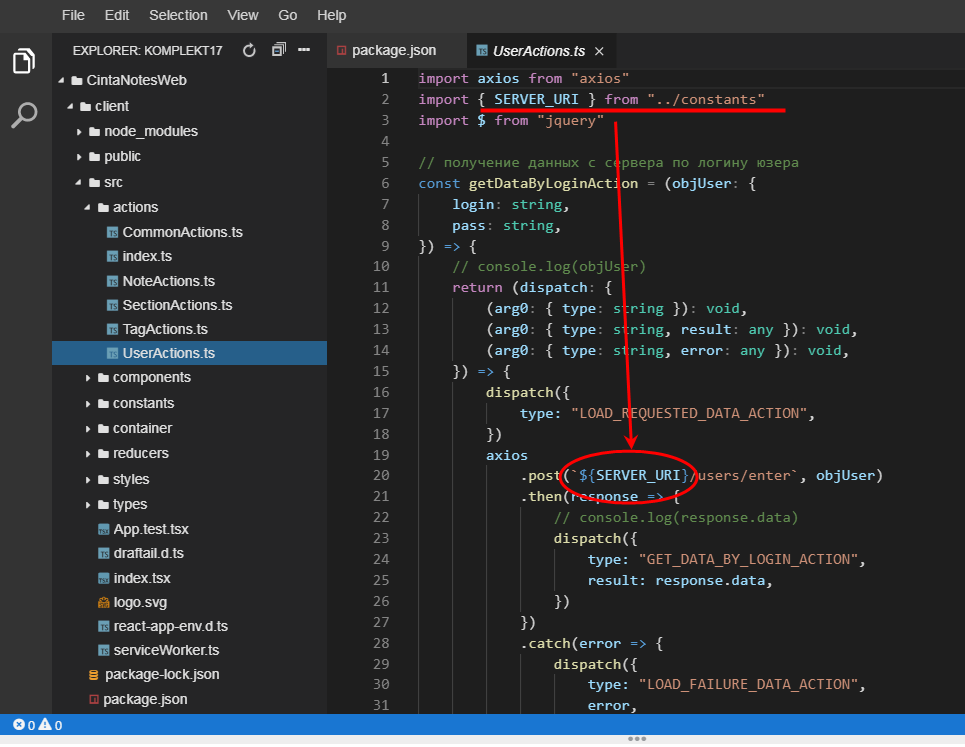 File Edit Selection View Go Help
EXPLORER: KOMPLEKT17
CintaNotesWeb
client
node_modules
public
src
actions
CommonActions.ts
index.ts
NoteActions.ts
SectionActions.ts
TagActions.ts
UserActions.ts
components
constants
container
reducers
styles
types
App.test.tsx
draftail.d.ts
index.tsx
logo.svg
react-app-env.d.ts
serviceWorker.ts
package-lock.json
package.json
package.json UserActions.ts
1 import axios from "axios"
2 import { SERVER_URI } from "../constants"
3 import $ from "jquery"
4
5 // получение данных с сервера по логину юзера
6 const getDataByLoginAction = (objUser: {
7 login: string,
8 pass: string,
9 }) => {
10 // console.log(objUser)
11 return (dispatch: {
12 (arg0: { type: string }): void,
13 (arg0: { type: string, result: any }): void,
14 (arg0: { type: string, error: any }): void,
15 }) => {
16 dispatch({
17 type: "LOAD_REQUESTED_DATA_ACTION",
18 })
19 axios
20 .post(`${SERVER_URI}/users/enter`, objUser)
21 .then(response => {
22 // console.log(response.data)
23 dispatch({
24 type: "GET_DATA_BY_LOGIN_ACTION",
25 result: response.data,
26 })
27 })
28 .catch(error => {
29 dispatch({
30 type: "LOAD_FAILURE_DATA_ACTION",
31 error,
0 0